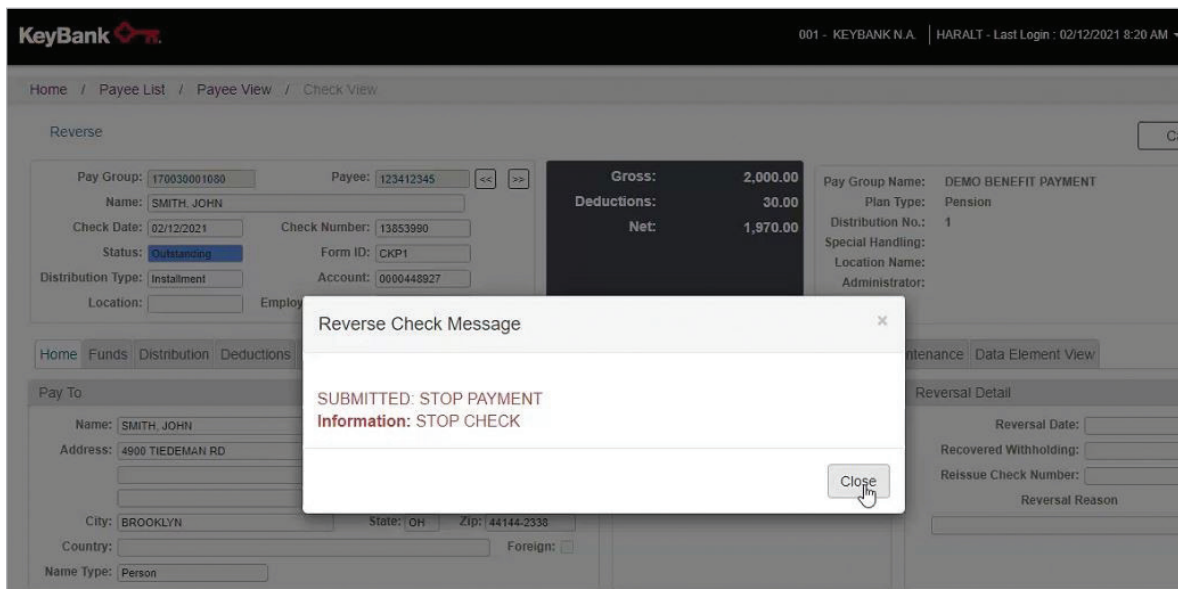 KeyBank
001 - KEYBANK N.A. HARALT - Last Login : 02/12/2021 8:20 AM
Home / Payee List / Payee View / Check View
Reverse
Pay Group: 170030001080 Payee: 123412345 << >>
Name: SMITH, JOHN
Check Date: 02/12/2021 Check Number: 13853990
Status: Outstanding Form ID: CKP1
Distribution Type: Installment Account: 0000448927
Location: Employ
Gross: 2,000.00
Deductions: 30.00
Net: 1,970.00
Pay Group Name: DEMO BENEFIT PAYMENT
Plan Type: Pension
Distribution No.: 1
Special Handling:
Location Name:
Administrator:
Reverse Check Message ×
SUBMITTED: STOP PAYMENT
Information: STOP CHECK
Close
Home Funds Distribution Deductions ntenance Data Element View
Pay To
Name: SMITH, JOHN
Address: 4900 TIEDEMAN RD
City: BROOKLYN State: OH Zip: 44144-2338
Country: Foreign:
Name Type: Person
Reversal Detail
Reversal Date:
Recovered Withholding:
Reissue Check Number:
Reversal Reason